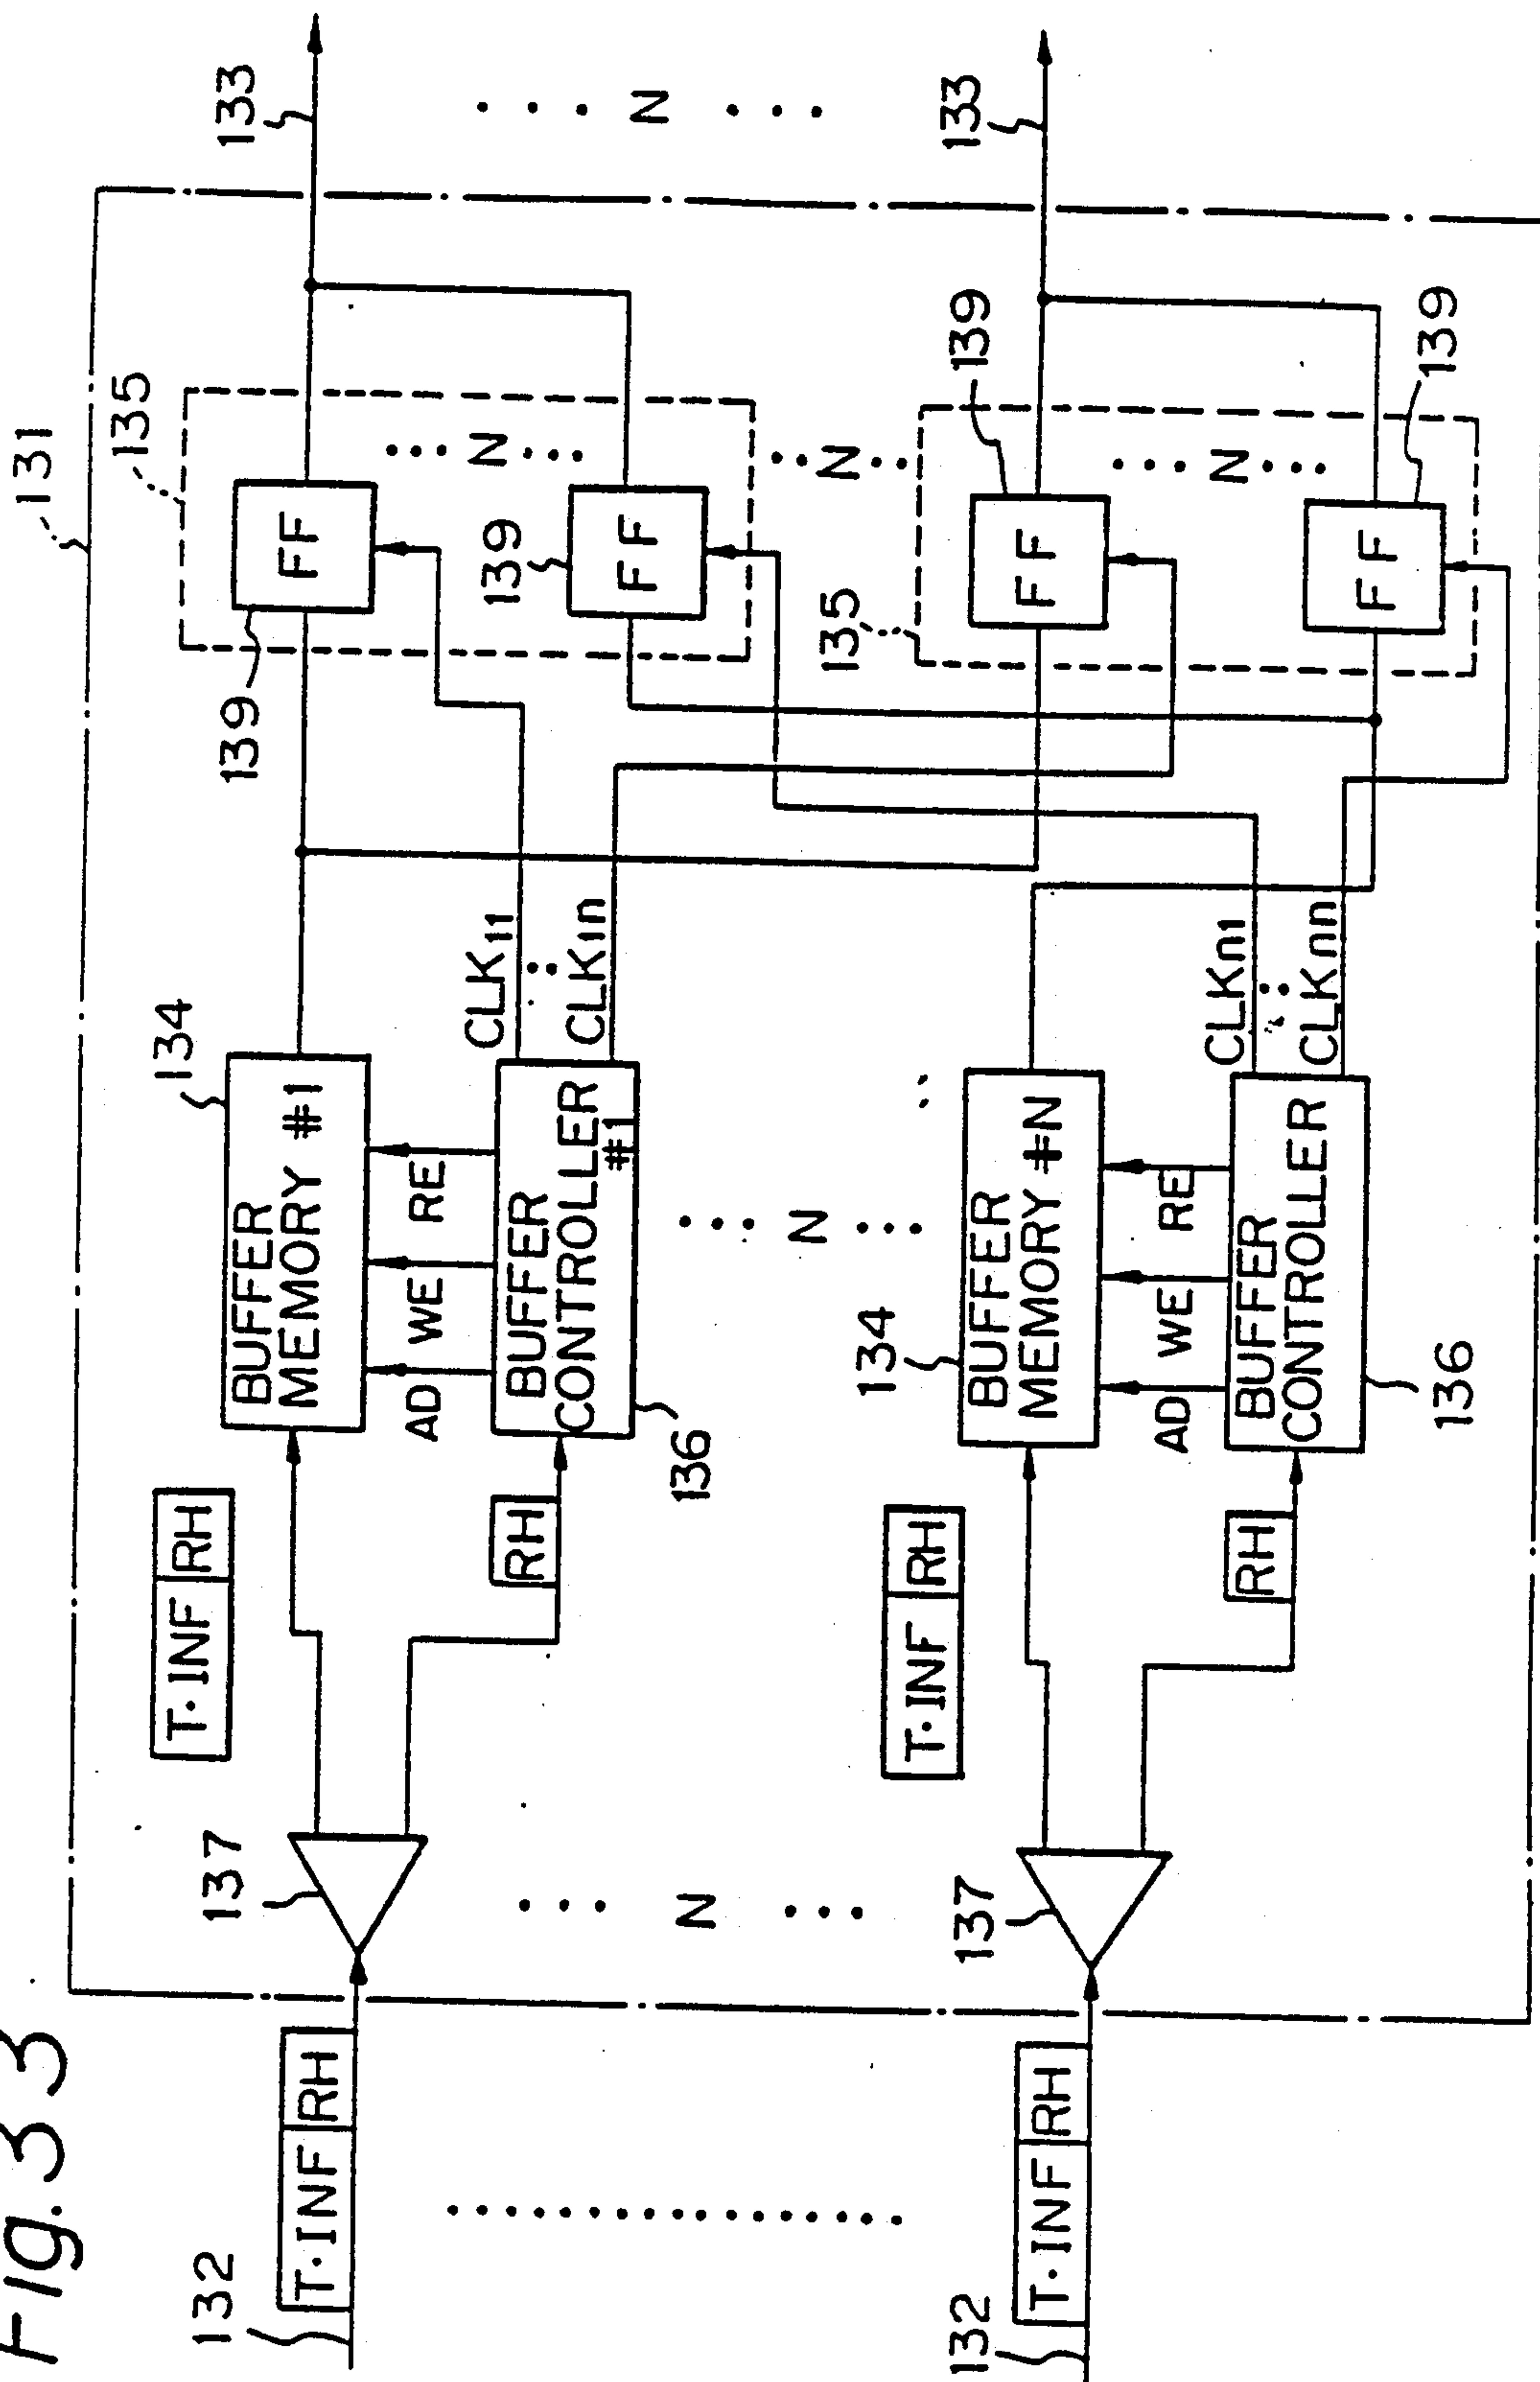 Fig. 33
131
132
T·INF RH
137
T·INF RH
RH
BUFFER
MEMORY #1
134
AD WE RE
BUFFER
CONTROLLER
#1
136
CLK11
CLK1n
139
FF
135
139
FF
133
N
N
N
N
N
132
T·INF RH
137
T·INF RH
RH
134
BUFFER
MEMORY #N
AD WE RE
BUFFER
CONTROLLER
136
CLKn1
CLKnn
135
FF
139
FF
139
N
133